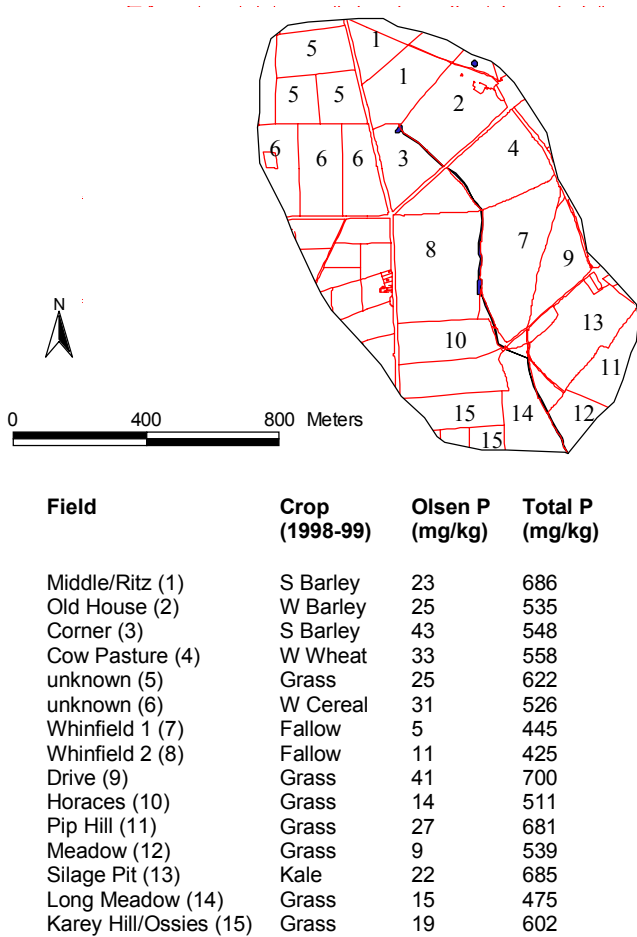 5
1
5
5
1
2
6
6
6
3
4
8
7
9
10
13
11
15
14
12
15
N
0 400 800 Meters
Field Crop (1998-99) Olsen P (mg/kg) Total P (mg/kg)
Middle/Ritz (1) S Barley 23 686
Old House (2) W Barley 25 535
Corner (3) S Barley 43 548
Cow Pasture (4) W Wheat 33 558
unknown (5) Grass 25 622
unknown (6) W Cereal 31 526
Whinfield 1 (7) Fallow 5 445
Whinfield 2 (8) Fallow 11 425
Drive (9) Grass 41 700
Horaces (10) Grass 14 511
Pip Hill (11) Grass 27 681
Meadow (12) Grass 9 539
Silage Pit (13) Kale 22 685
Long Meadow (14) Grass 15 475
Karey Hill/Ossies (15) Grass 19 602